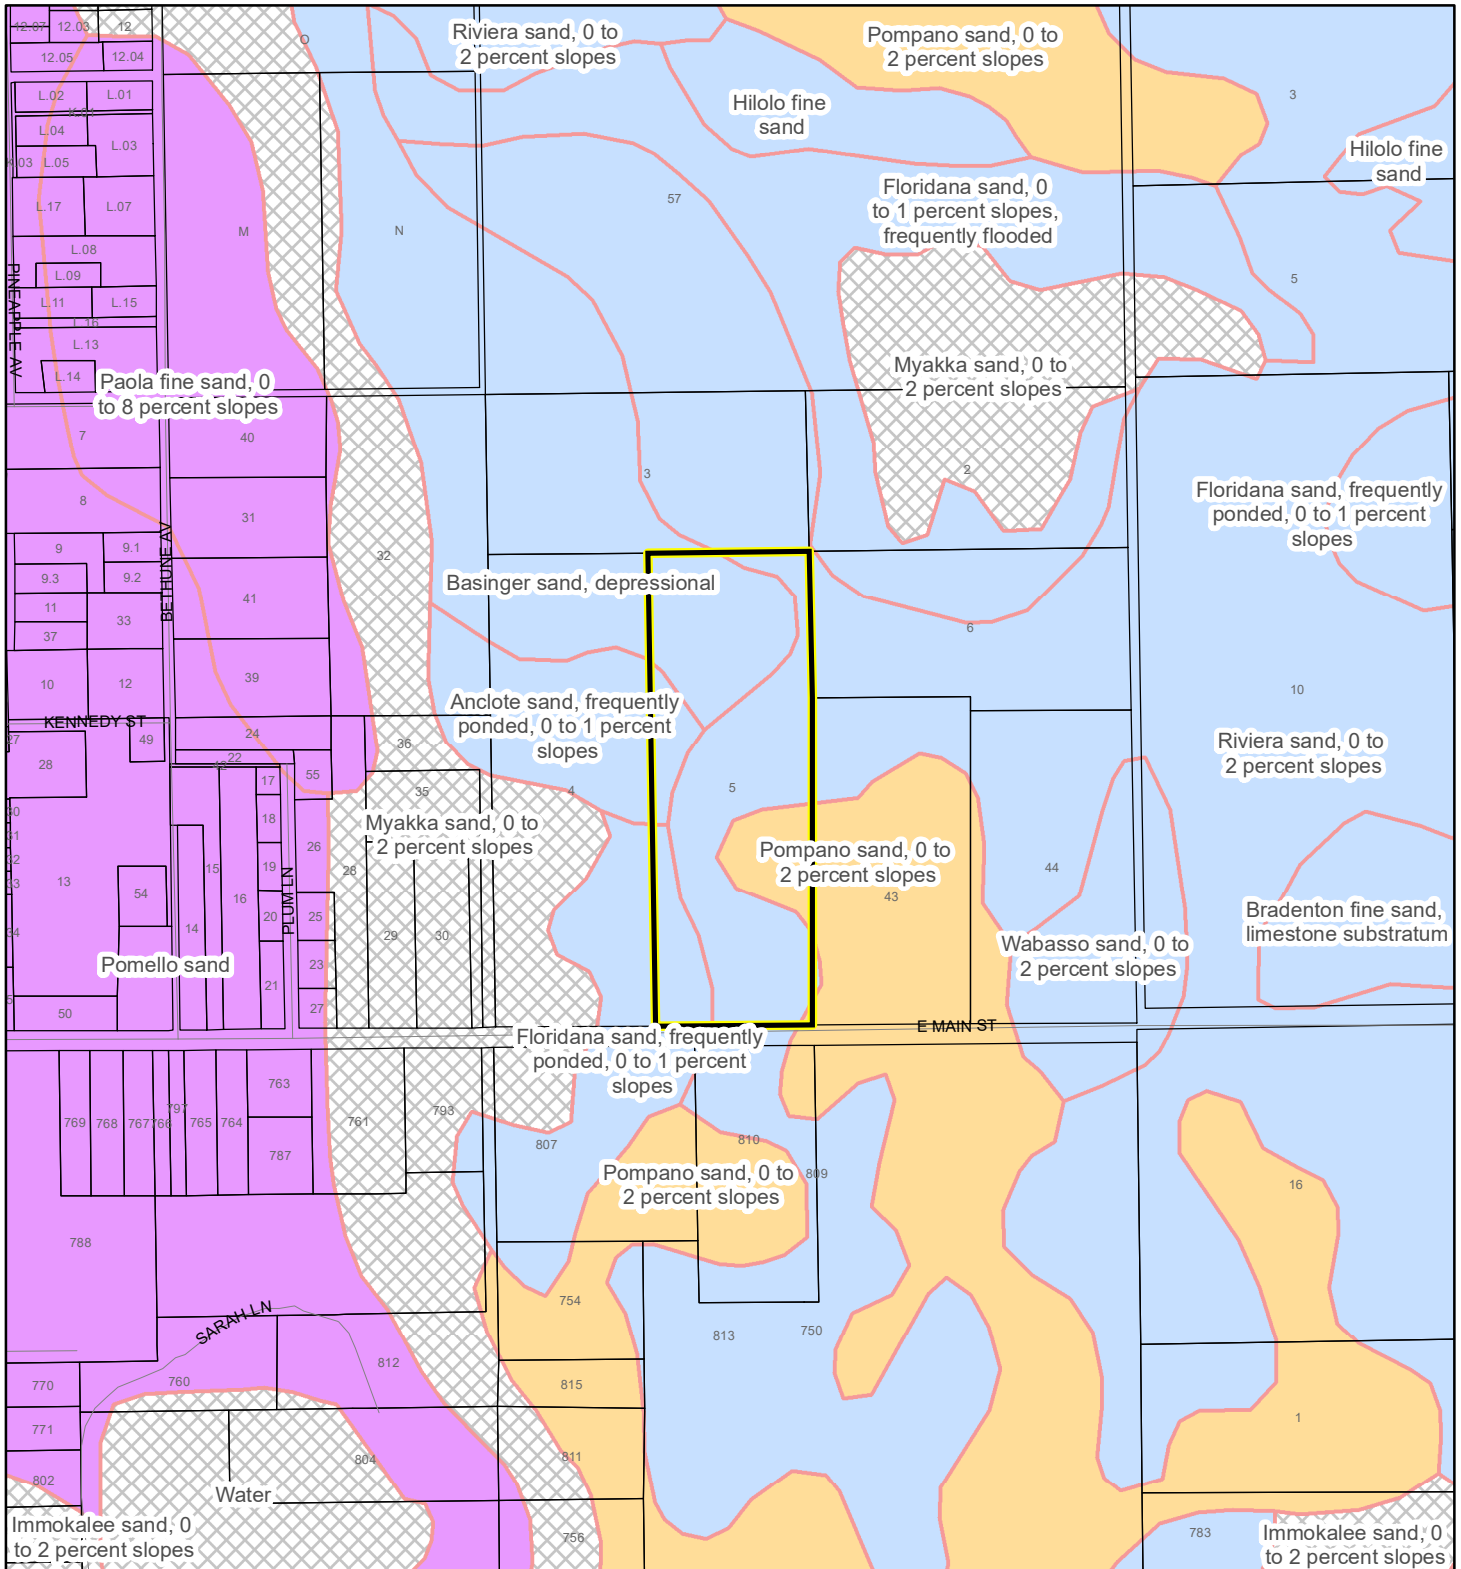 12.07
12.03
12
O
12.05
12.04
Riviera sand, 0 to
2 percent slopes
Pompano sand, 0 to
2 percent slopes
3
L.02
L.01
K.01
Hilolo fine
sand
L.04
L.03
L.05
Hilolo fine
sand
L.17
L.07
57
Floridana sand, 0
to 1 percent slopes,
frequently flooded
M
N
L.08
L.09
5
PINEAPPLE AV
L.11
L.15
L.16
L.13
L.14
Myakka sand, 0 to
2 percent slopes
Paola fine sand, 0
to 8 percent slopes
7
40
3
2
8
31
Floridana sand, frequently
ponded, 0 to 1 percent
slopes
9
9.1
32
9.3
9.2
BETHUNE AV
Basinger sand, depressional
11
41
33
37
6
10
12
39
10
Anclote sand, frequently
ponded, 0 to 1 percent
slopes
KENNEDY ST
27
49
24
36
Riviera sand, 0 to
2 percent slopes
28
22
17
55
35
4
5
18
Myakka sand, 0 to
2 percent slopes
26
15
19
28
Pompano sand, 0 to
2 percent slopes
44
13
54
16
43
PLUM LN
20
25
14
29
30
Bradenton fine sand,
limestone substratum
Wabasso sand, 0 to
2 percent slopes
Pomello sand
23
21
27
50
E MAIN ST
Floridana sand, frequently
ponded, 0 to 1 percent
slopes
763
769
768
767
766
797
765
764
761
793
807
810
787
809
Pompano sand, 0 to
2 percent slopes
16
788
754
SARAH LN
813
750
812
770
760
815
771
1
804
811
802
Water
Immokalee sand, 0
to 2 percent slopes
756
783
Immokalee sand, 0
to 2 percent slopes